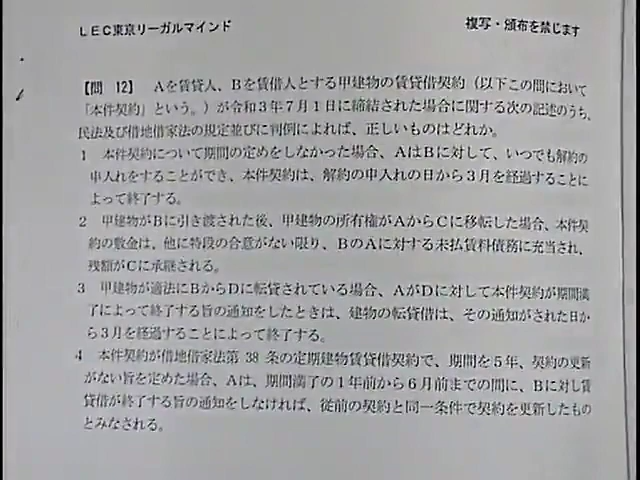 LEC東京リーガルマインド
複写・頒布を禁じます
【問 12】 Aを賃貸人、Bを賃借人とする甲建物の賃貸借契約（以下この問において
「本件契約」という。）が令和3年7月1日に締結された場合に関する次の記述のうち、
民法及び借地借家法の規定並びに判例によれば、正しいものはどれか。
1 本件契約について期間の定めをしなかった場合、AはBに対して、いつでも解約の
申入れをすることができ、本件契約は、解約の申入れの日から3月を経過することに
よって終了する。
2 甲建物がBに引き渡された後、甲建物の所有権がAからCに移転した場合、本件契
約の敷金は、他に特段の合意がない限り、BのAに対する未払賃料債務に充当され、
残額がCに承継される。
3 甲建物が適法にBからDに転貸されている場合、AがDに対して本件契約が期間満
了によって終了する旨の通知をしたときは、建物の転貸借は、その通知がされた日か
ら3月を経過することによって終了する。
4 本件契約が借地借家法第 38 条の定期建物賃貸借契約で、期間を5年、契約の更新
がない旨を定めた場合、Aは、期間満了の1年前から6月前までの間に、Bに対し賃
貸借が終了する旨の通知をしなければ、従前の契約と同一条件で契約を更新したもの
とみなされる。